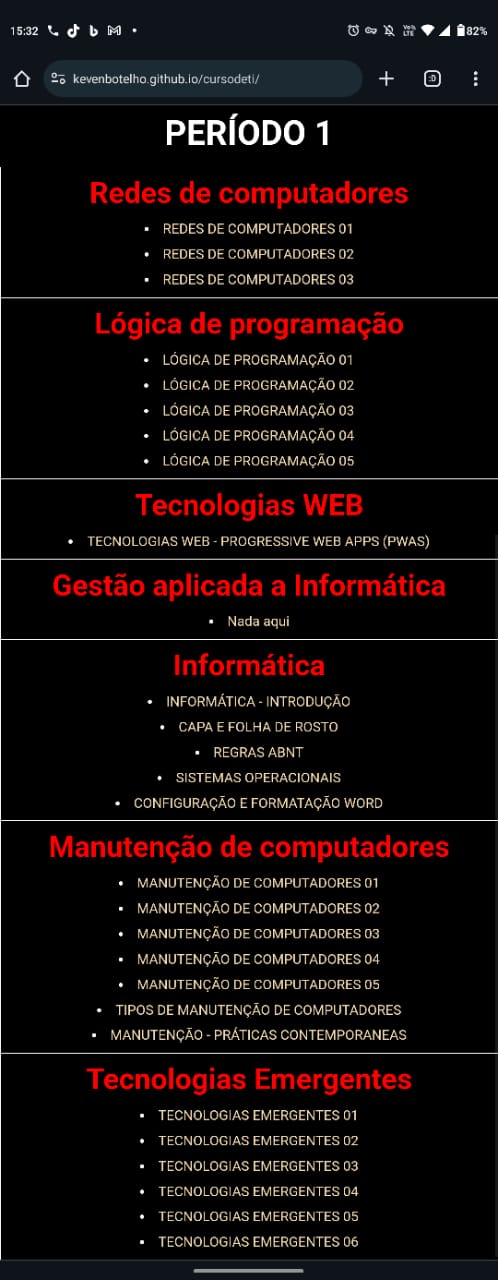 15:32
82%
kevenbotelho.github.io/cursodeti/
:D
PERÍODO 1
Redes de computadores
REDES DE COMPUTADORES 01
REDES DE COMPUTADORES 02
REDES DE COMPUTADORES 03
Lógica de programação
LÓGICA DE PROGRAMAÇÃO 01
LÓGICA DE PROGRAMAÇÃO 02
LÓGICA DE PROGRAMAÇÃO 03
LÓGICA DE PROGRAMAÇÃO 04
LÓGICA DE PROGRAMAÇÃO 05
Tecnologias WEB
TECNOLOGIAS WEB - PROGRESSIVE WEB APPS (PWAS)
Gestão aplicada a Informática
Nada aqui
Informática
INFORMÁTICA - INTRODUÇÃO
CAPA E FOLHA DE ROSTO
REGRAS ABNT
SISTEMAS OPERACIONAIS
CONFIGURAÇÃO E FORMATAÇÃO WORD
Manutenção de computadores
MANUTENÇÃO DE COMPUTADORES 01
MANUTENÇÃO DE COMPUTADORES 02
MANUTENÇÃO DE COMPUTADORES 03
MANUTENÇÃO DE COMPUTADORES 04
MANUTENÇÃO DE COMPUTADORES 05
TIPOS DE MANUTENÇÃO DE COMPUTADORES
MANUTENÇÃO - PRÁTICAS CONTEMPORANEAS
Tecnologias Emergentes
TECNOLOGIAS EMERGENTES 01
TECNOLOGIAS EMERGENTES 02
TECNOLOGIAS EMERGENTES 03
TECNOLOGIAS EMERGENTES 04
TECNOLOGIAS EMERGENTES 05
TECNOLOGIAS EMERGENTES 06